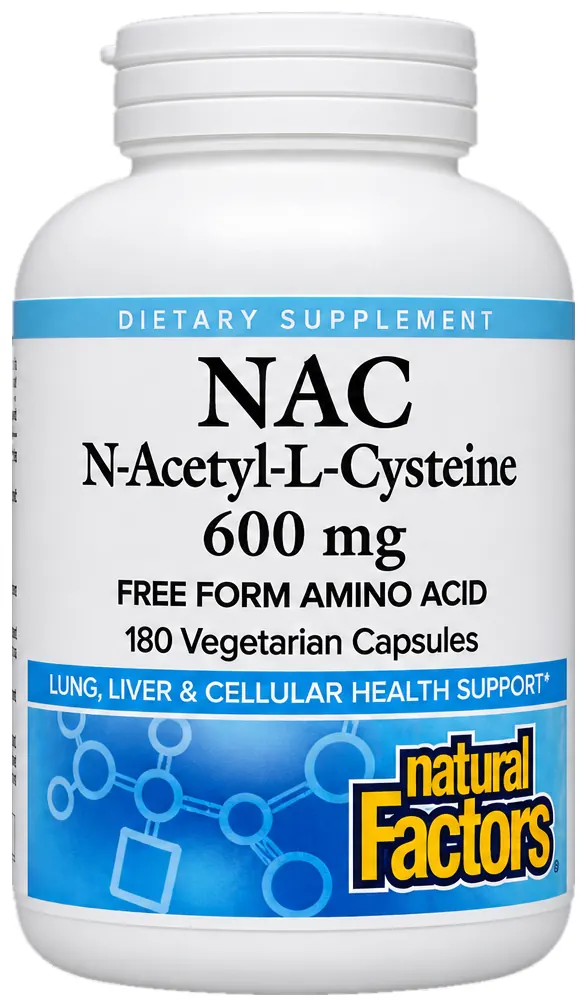 DIETARY SUPPLEMENT
NAC
N-Acetyl-L-Cysteine
600 mg
FREE FORM AMINO ACID
180 Vegetarian Capsules
LUNG, LIVER & CELLULAR HEALTH SUPPORT*
natural
Factors®